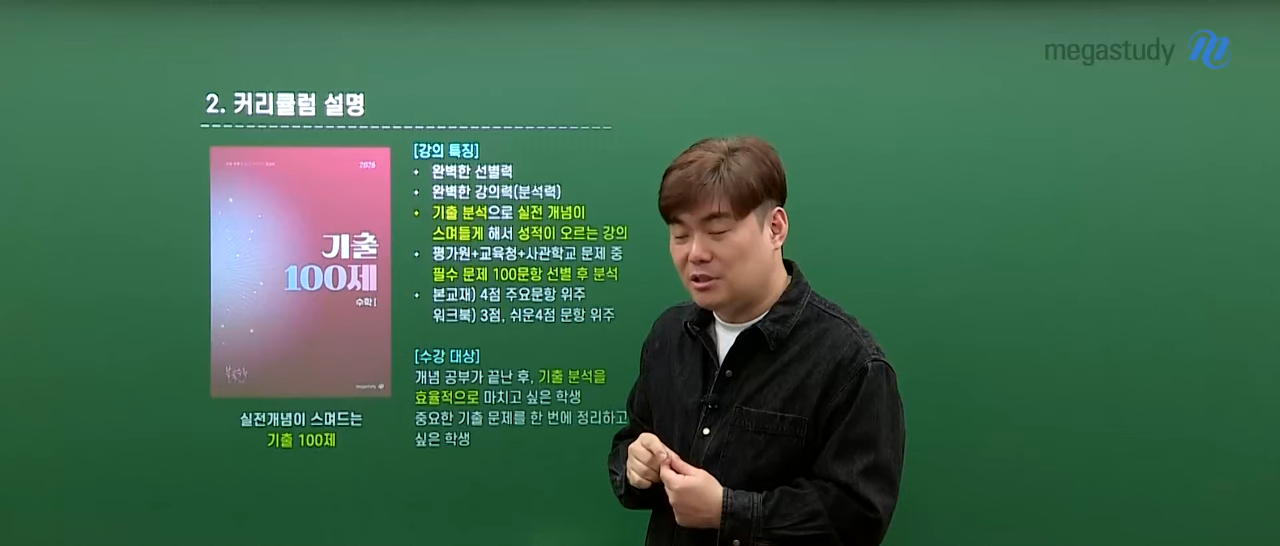 megastudy
2. 커리큘럼 설명
2026
기출
100제
수학 I
megastudy
실전개념이 스며드는
기출 100제
[강의 특징]
• 완벽한 선별력
• 완벽한 강의력(분석력)
• 기출 분석으로 실전 개념이
스며들게 해서 성적이 오르는 강의
• 평가원+교육청+사관학교 문제 중
필수 문제 100문항 선별 후 분석
• 본교재) 4점 주요문항 위주
워크북) 3점, 쉬운4점 문항 위주
[수강 대상]
개념 공부가 끝난 후, 기출 분석을
효율적으로 마치고 싶은 학생
중요한 기출 문제를 한 번에 정리하고
싶은 학생